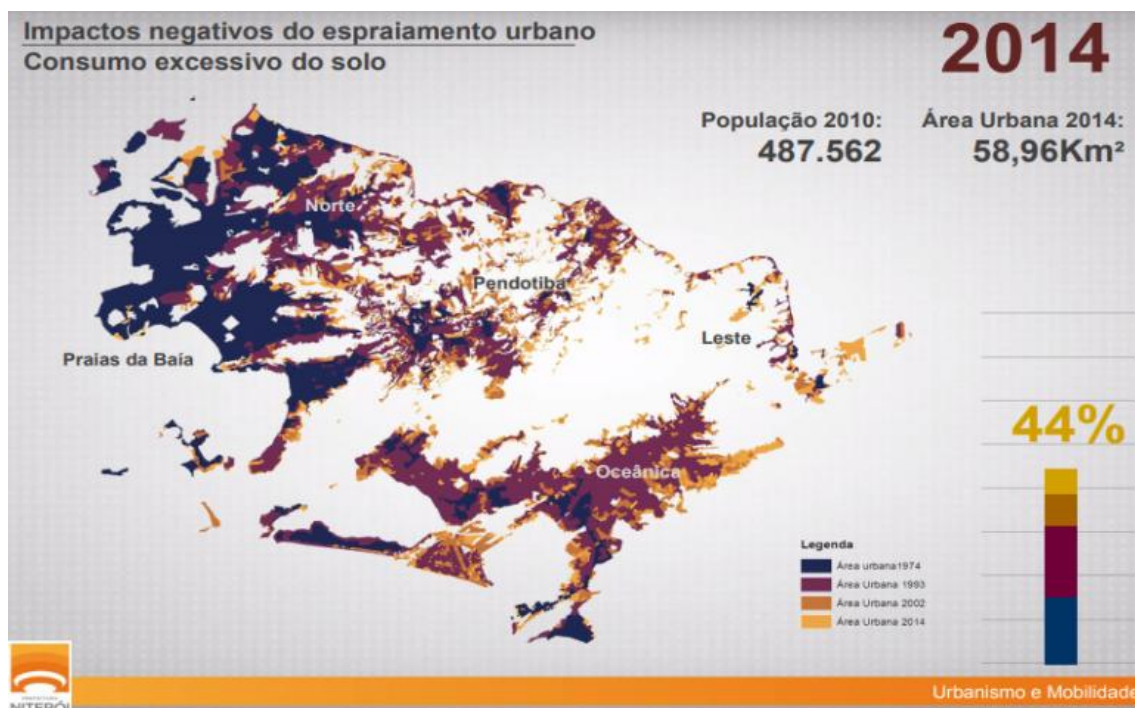 Impactos negativos do espraiamento urbano
Consumo excessivo do solo
2014
População 2010:
487.562
Área Urbana 2014:
58,96Km²
Norte
Pendotiba
Leste
Praias da Baía
Oceânica
44%
Legenda
Área urbana1974
Área Urbana 1993
Área Urbana 2002
Área Urbana 2014
PREFEITURA
NITERÓI
Urbanismo e Mobilidade